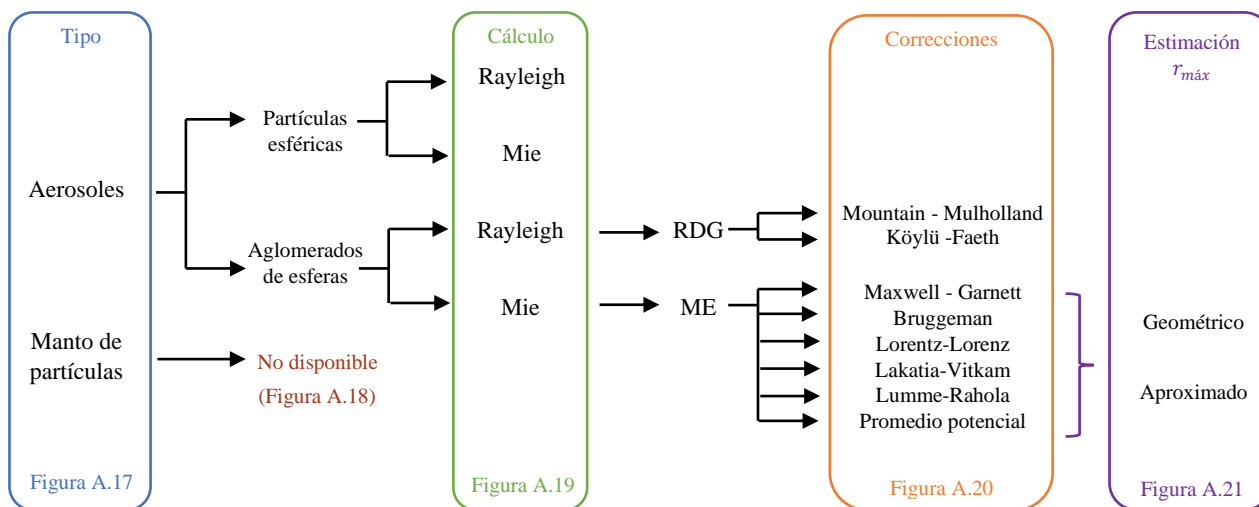 Tipo
Cálculo
Correcciones
Estimación
r_máx
Rayleigh
Partículas
esféricas
Mie
Aerosoles
Mountain - Mulholland
Rayleigh
RDG
Köylü -Faeth
Aglomerados
de esferas
Mie
ME
Maxwell - Garnett
Bruggeman
Lorentz-Lorenz
Lakatia-Vitkam
Lumme-Rahola
Promedio potencial
Geométrico
Aproximado
Manto de
partículas
No disponible
(Figura A.18)
Figura A.17
Figura A.19
Figura A.20
Figura A.21